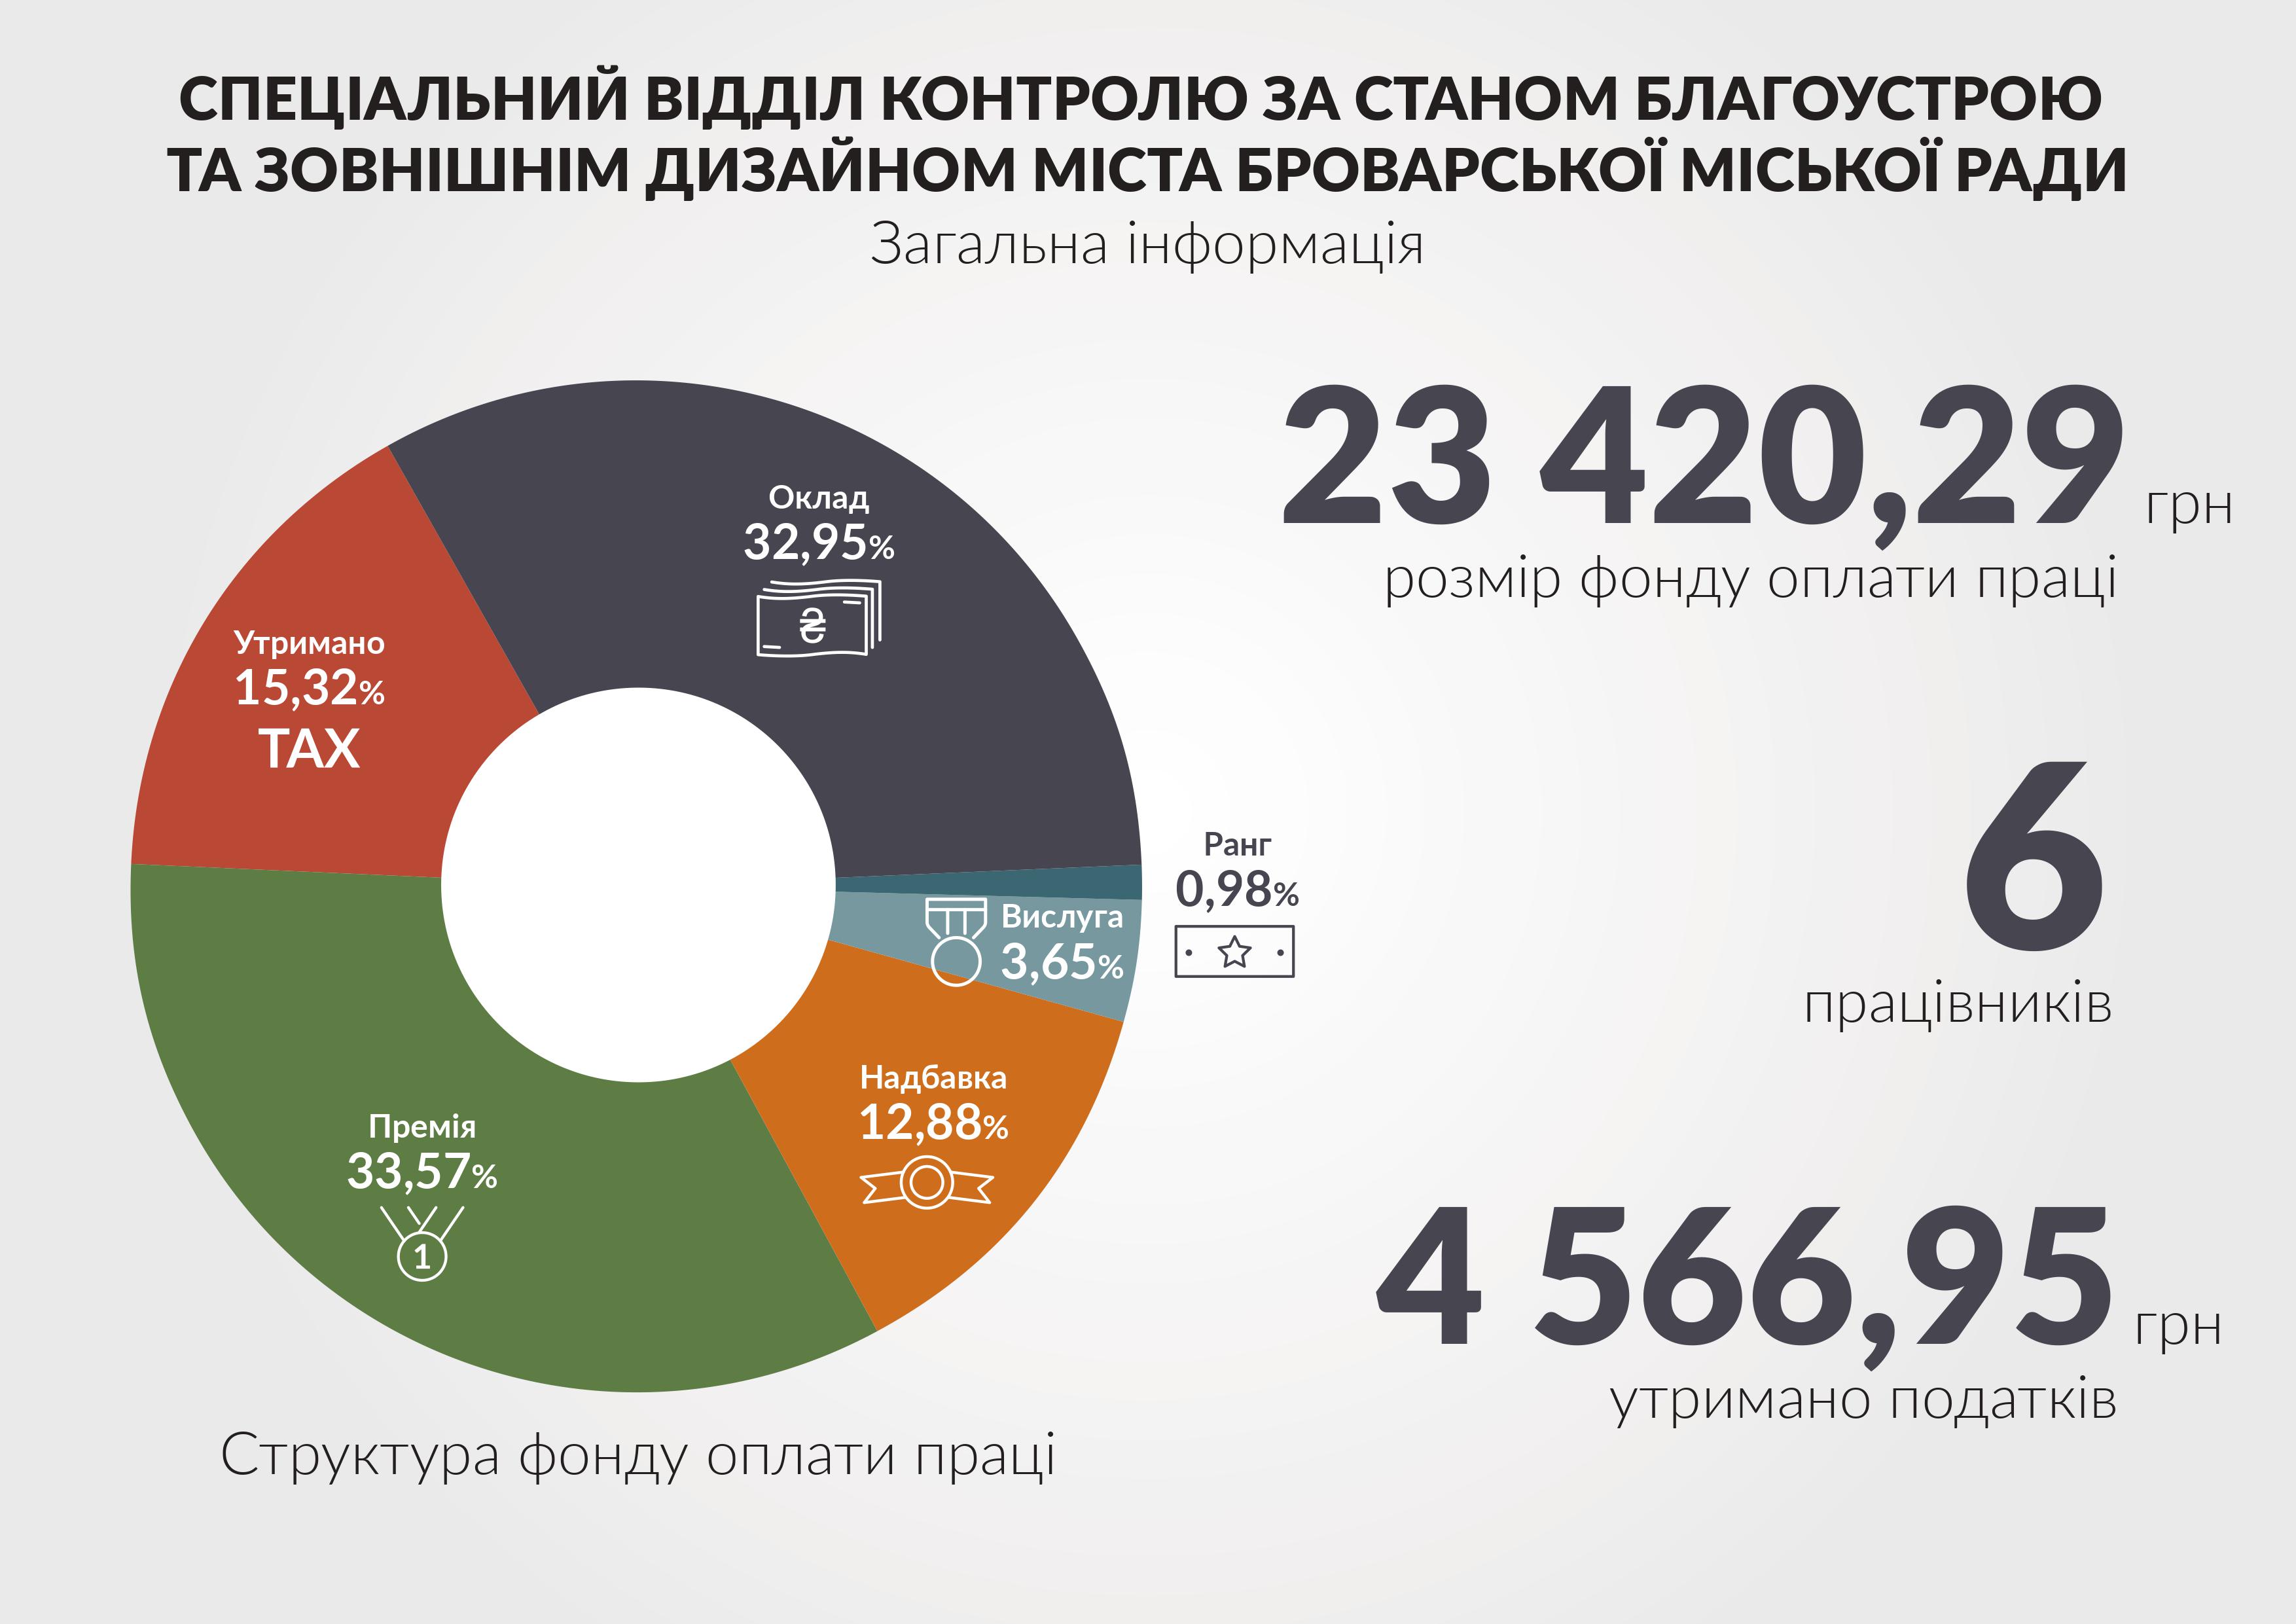 СПЕЦІАЛЬНИЙ ВІДДІЛ КОНТРОЛЮ ЗА СТАНОМ БЛАГОУСТРОЮ
ТА ЗОВНІШНІМ ДИЗАЙНОМ МІСТА БРОВАРСЬКОЇ МІСЬКОЇ РАДИ
Загальна інформація
Оклад
32,95%
₴
Утримано
15,32%
TAX
Ранг
0,98%
Вислуга
3,65%
Надбавка
12,88%
Премія
33,57%
1
Структура фонду оплати праці
23 420,29 грн
розмір фонду оплати праці
6
працівників
4 566,95 грн
утримано податків